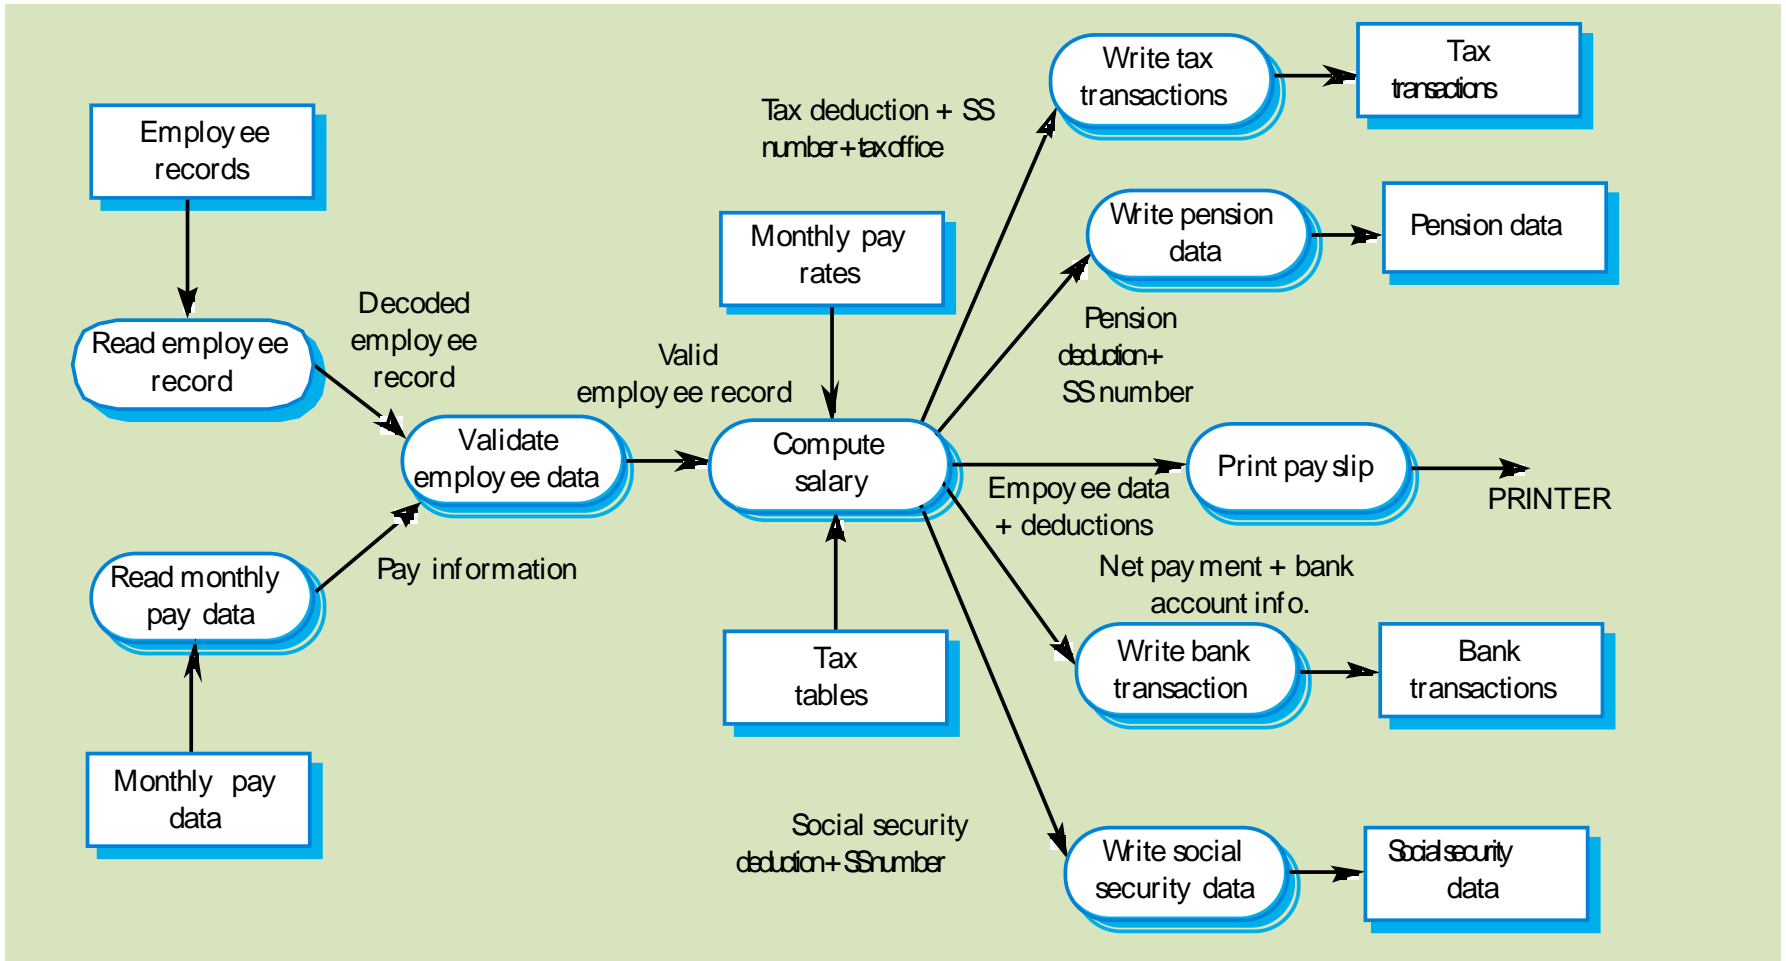 Employee
records
Read employee
record
Decoded
employee
record
Read monthly
pay data
Monthly pay
data
Pay information
Validate
employee data
Valid
employee record
Monthly pay
rates
Compute
salary
Tax
tables
Tax deduction + SS
number + tax office
Write tax
transactions
Tax
transactions
Write pension
data
Pension data
Pension
deduction +
SS number
Empoyee data
+ deductions
Print payslip
PRINTER
Net payment + bank
account info.
Write bank
transaction
Bank
transactions
Social security
deduction + SS number
Write social
security data
Social security
data